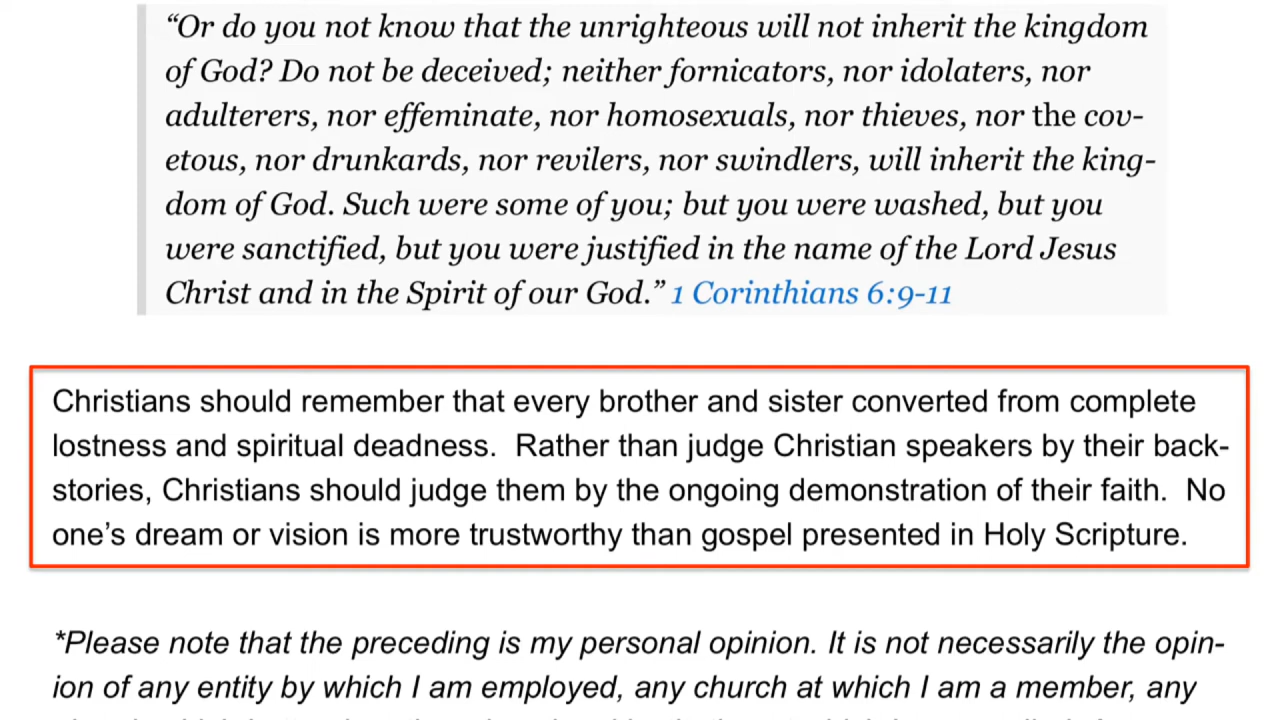 “Or do you not know that the unrighteous will not inherit the kingdom
of God? Do not be deceived; neither fornicators, nor idolaters, nor
adulterers, nor effeminate, nor homosexuals, nor thieves, nor the cov-
etous, nor drunkards, nor revilers, nor swindlers, will inherit the king-
dom of God. Such were some of you; but you were washed, but you
were sanctified, but you were justified in the name of the Lord Jesus
Christ and in the Spirit of our God.” 1 Corinthians 6:9-11
Christians should remember that every brother and sister converted from complete
lostness and spiritual deadness.  Rather than judge Christian speakers by their back-
stories, Christians should judge them by the ongoing demonstration of their faith.  No
one’s dream or vision is more trustworthy than gospel presented in Holy Scripture.
*Please note that the preceding is my personal opinion. It is not necessarily the opin-
ion of any entity by which I am employed, any church at which I am a member, any